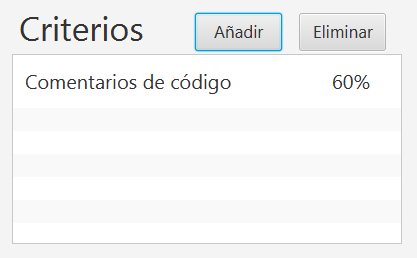 Criterios Añadir Eliminar
Comentarios de código 60%